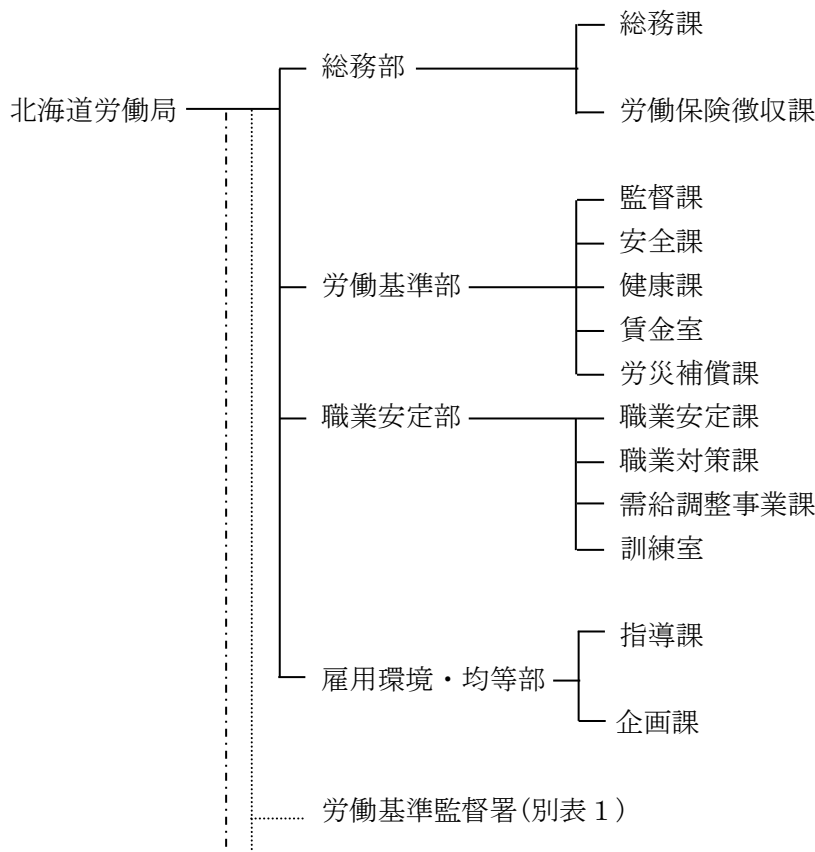 北海道労働局
総務部
総務課
労働保険徴収課
労働基準部
監督課
安全課
健康課
賃金室
労災補償課
職業安定部
職業安定課
職業対策課
需給調整事業課
訓練室
雇用環境・均等部
指導課
企画課
労働基準監督署(別表１)